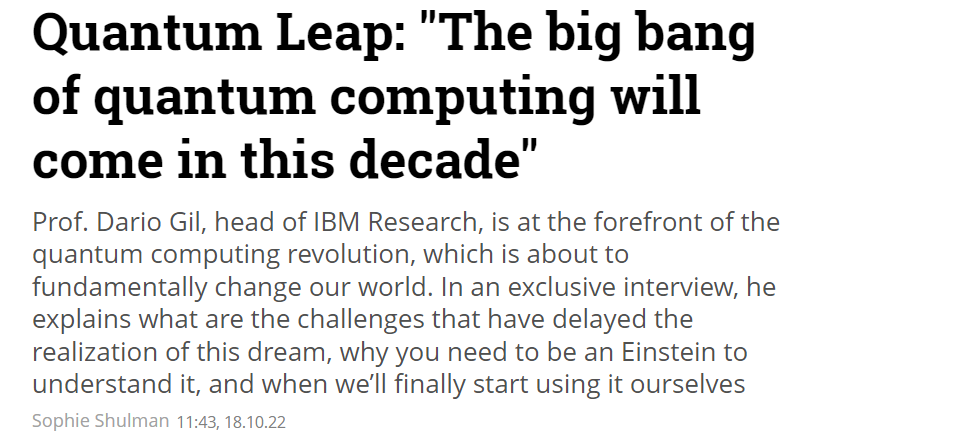 Quantum Leap: "The big bang
of quantum computing will
come in this decade"
Prof. Dario Gil, head of IBM Research, is at the forefront of the
quantum computing revolution, which is about to
fundamentally change our world. In an exclusive interview, he
explains what are the challenges that have delayed the
realization of this dream, why you need to be an Einstein to
understand it, and when we’ll finally start using it ourselves
Sophie Shulman 11:43, 18.10.22